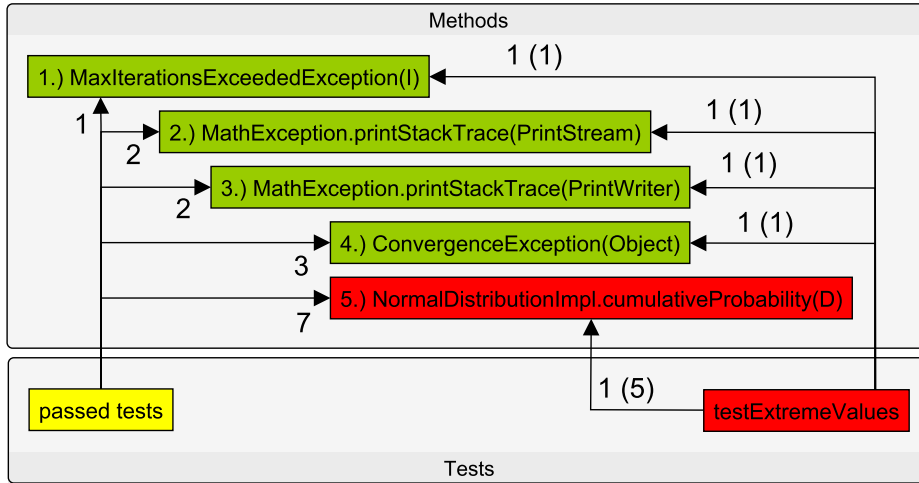 Methods
1 (1)
1.) MaxIterationsExceededException(I)
1
1 (1)
2.) MathException.printStackTrace(PrintStream)
2
1 (1)
3.) MathException.printStackTrace(PrintWriter)
2
1 (1)
4.) ConvergenceException(Object)
3
5.) NormalDistributionImpl.cumulativeProbability(D)
7
1 (5)
passed tests
testExtremeValues
Tests